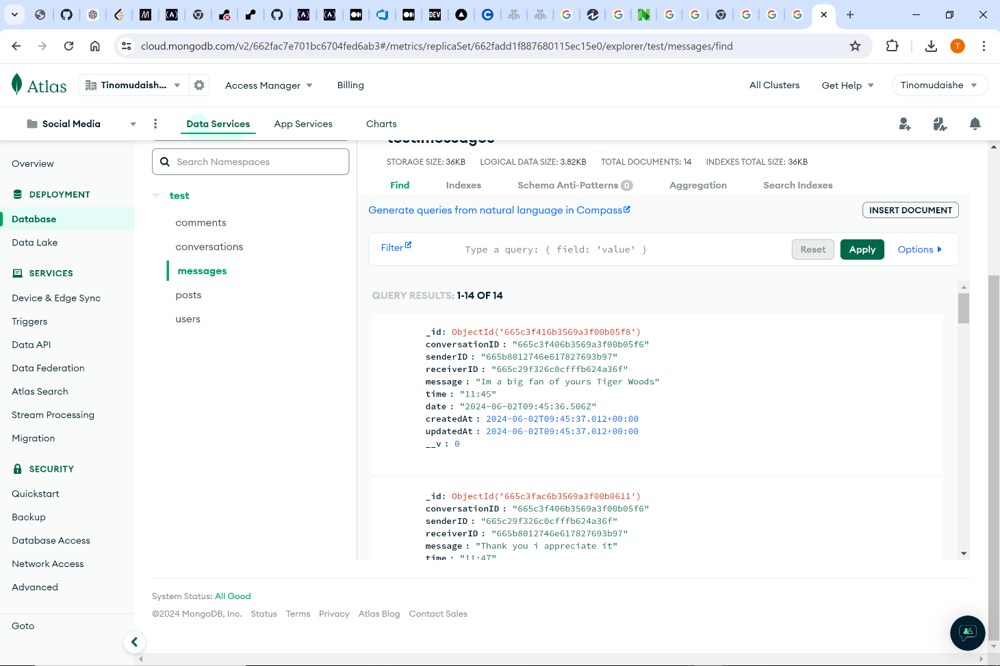 DEV
cloud.mongodb.com/v2/662fac7e701bc6704fed6ab3#/metrics/replicaSet/662fadd1f887680115ec15e0/explorer/test/messages/find
T
Atlas
Tinomudaish...
Access Manager
Billing
All Clusters
Get Help
Tinomudaishe
Social Media
Data Services
App Services
Charts
Overview
DEPLOYMENT
Database
Data Lake
SERVICES
Device & Edge Sync
Triggers
Data API
Data Federation
Atlas Search
Stream Processing
Migration
SECURITY
Quickstart
Backup
Database Access
Network Access
Advanced
Goto
Search Namespaces
test
comments
conversations
messages
posts
users
test.messages
STORAGE SIZE: 36KB LOGICAL DATA SIZE: 3.82KB TOTAL DOCUMENTS: 14 INDEXES TOTAL SIZE: 36KB
Find Indexes Schema Anti-Patterns 0 Aggregation Search Indexes
Generate queries from natural language in Compass
INSERT DOCUMENT
Filter
Type a query: { field: 'value' }
Reset
Apply
Options
QUERY RESULTS: 1-14 OF 14
_id: ObjectId('665c3f416b3569a3f00b05f8')
conversationID : "665c3f406b3569a3f00b05f6"
senderID : "665b8012746e617827693b97"
receiverID : "665c29f326c0cfffb624a36f"
message : "Im a big fan of yours Tiger Woods"
time : "11:45"
date : "2024-06-02T09:45:36.506Z"
createdAt : 2024-06-02T09:45:37.012+00:00
updatedAt : 2024-06-02T09:45:37.012+00:00
__v : 0
_id: ObjectId('665c3fac6b3569a3f00b0611')
conversationID : "665c3f406b3569a3f00b05f6"
senderID : "665c29f326c0cfffb624a36f"
receiverID : "665b8012746e617827693b97"
message : "Thank you i appreciate it"
time : "11:47"
System Status: All Good
©2024 MongoDB, Inc. Status Terms Privacy Atlas Blog Contact Sales